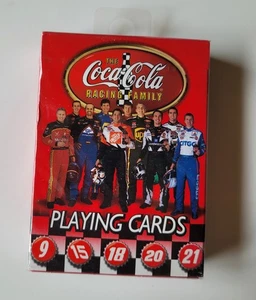 THE
Coca-Cola
RACING FAMILY
PLAYING CARDS
9 15 18 20 21